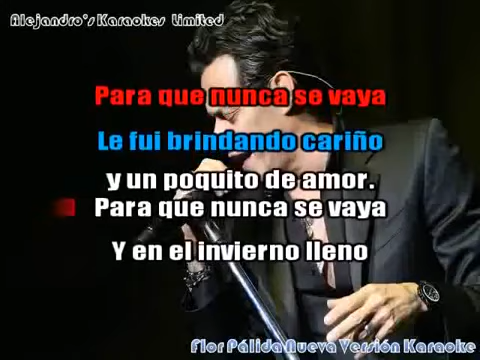 Alejandro's Karaokes Limited
Para que nunca se vaya
Le fui brindando cariño
y un poquito de amor.
Para que nunca se vaya
Y en el invierno lleno
Flor Pálida Nueva Versión Karaoke